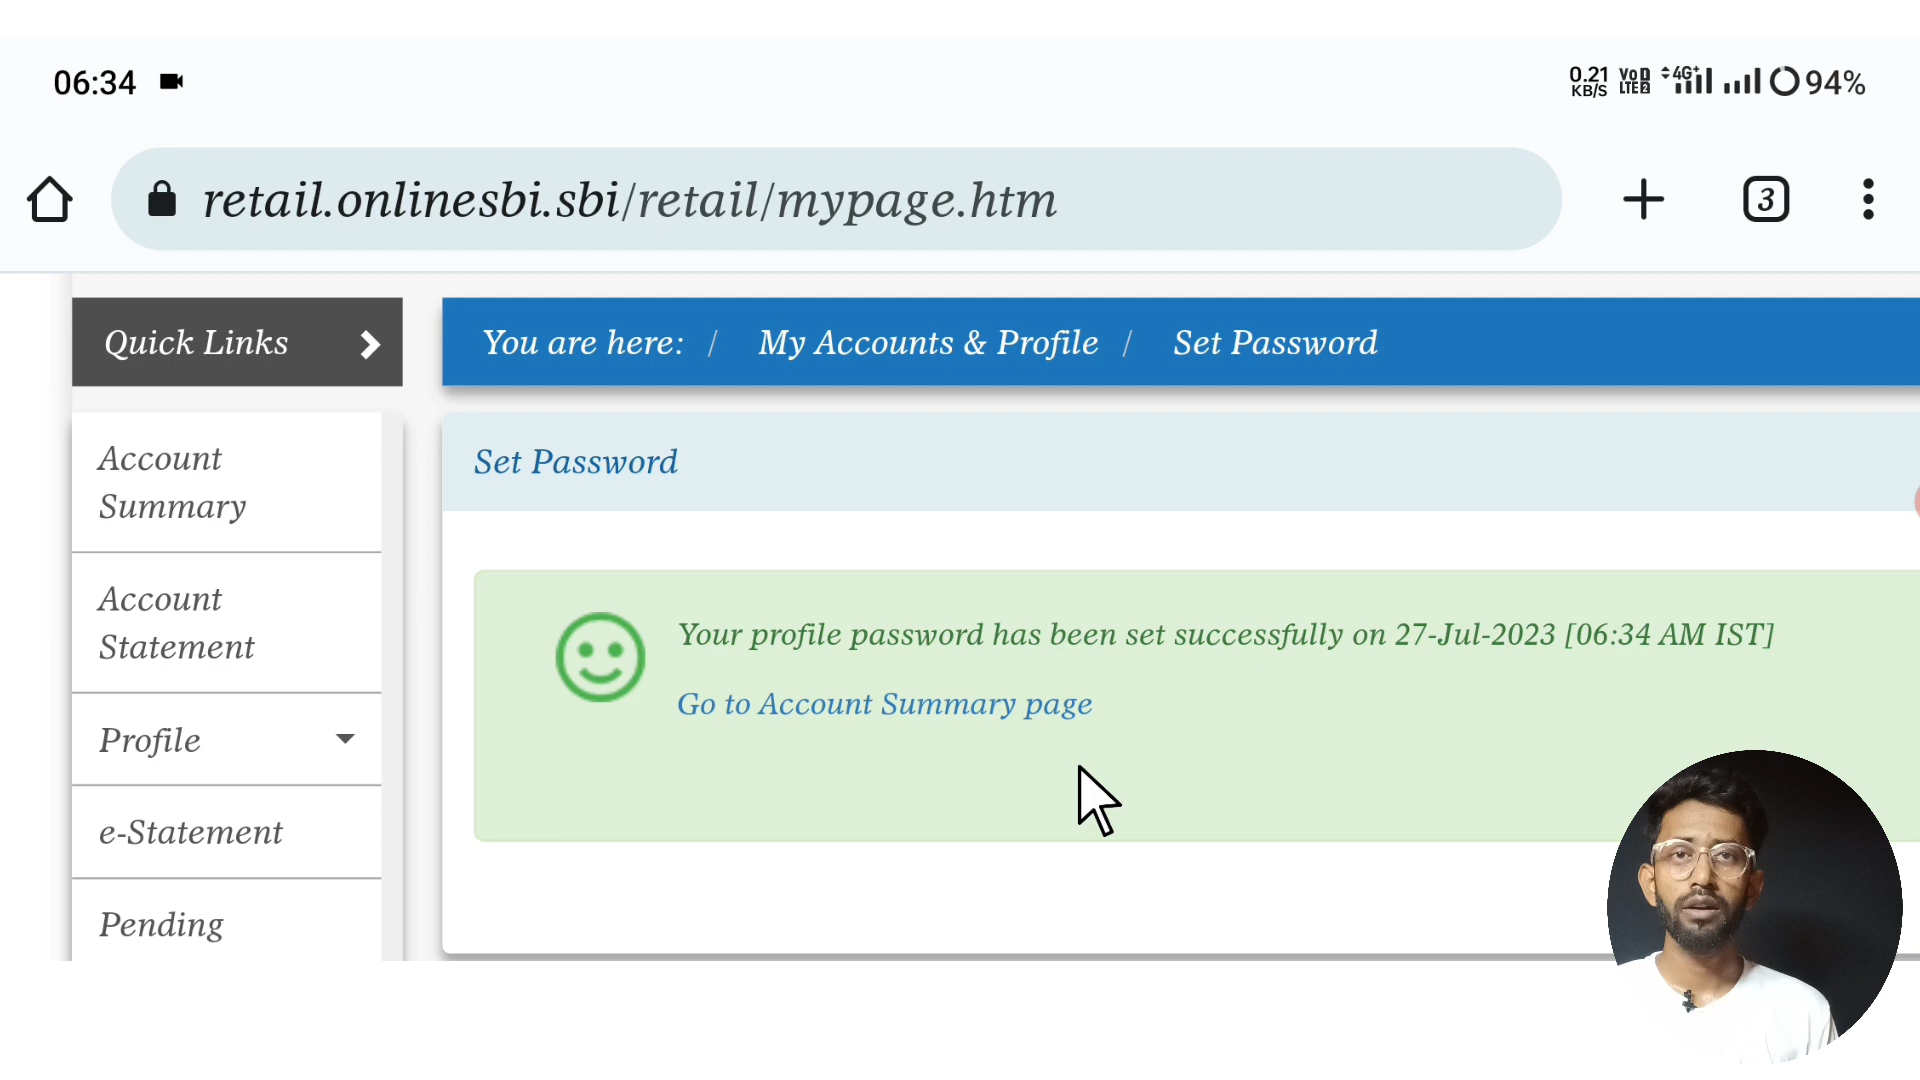 06:34
0.21 KB/S VoD LTE2 4G+ 94%
retail.onlinesbi.sbi/retail/mypage.htm
3
Quick Links
You are here: / My Accounts & Profile / Set Password
Account
Summary
Account
Statement
Profile
e-Statement
Pending
Set Password
Your profile password has been set successfully on 27-Jul-2023 [06:34 AM IST]
Go to Account Summary page